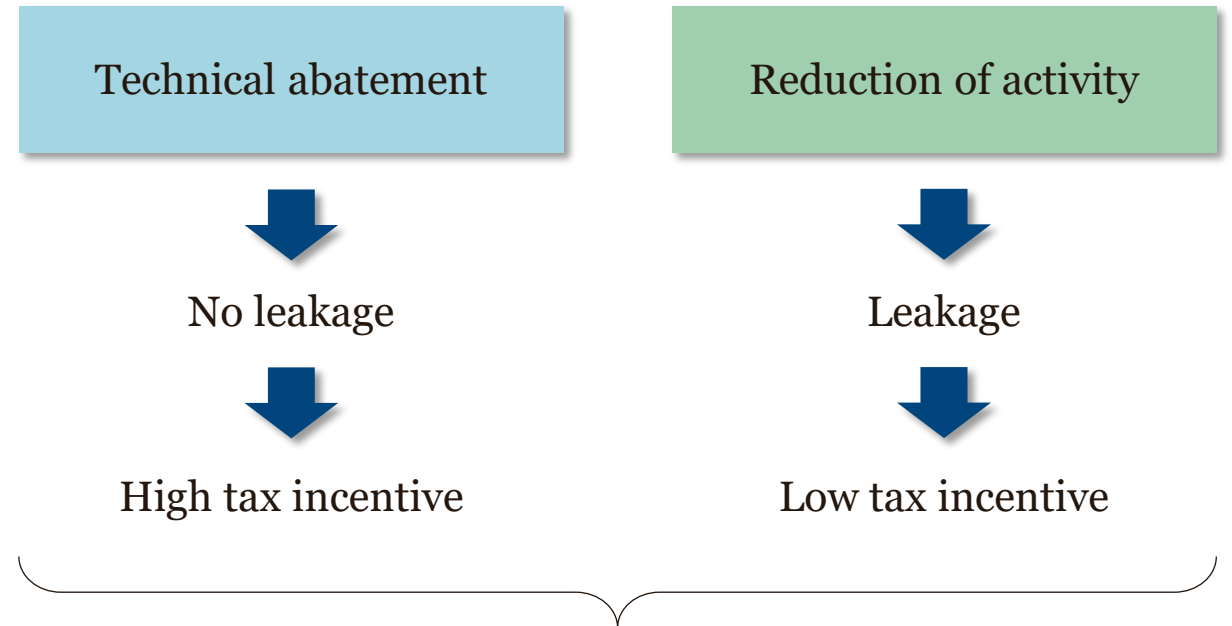 Technical abatement
Reduction of activity
No leakage
Leakage
High tax incentive
Low tax incentive